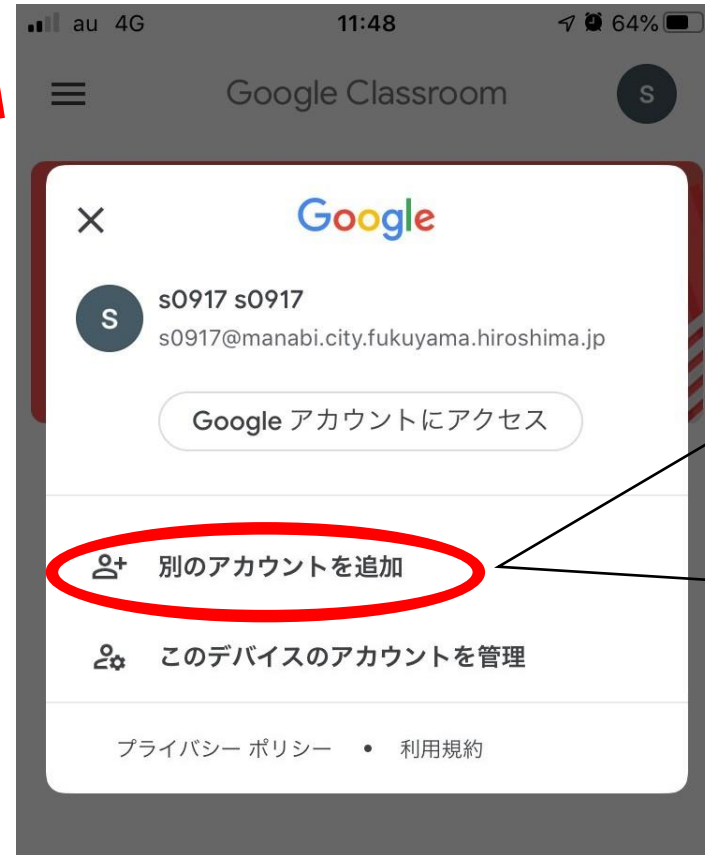 au 4G 11:48 64%
Google Classroom S
Google
S s0917 s0917
s0917@manabi.city.fukuyama.hiroshima.jp
Google アカウントにアクセス
別のアカウントを追加
このデバイスのアカウントを管理
プライバシー ポリシー • 利用規約